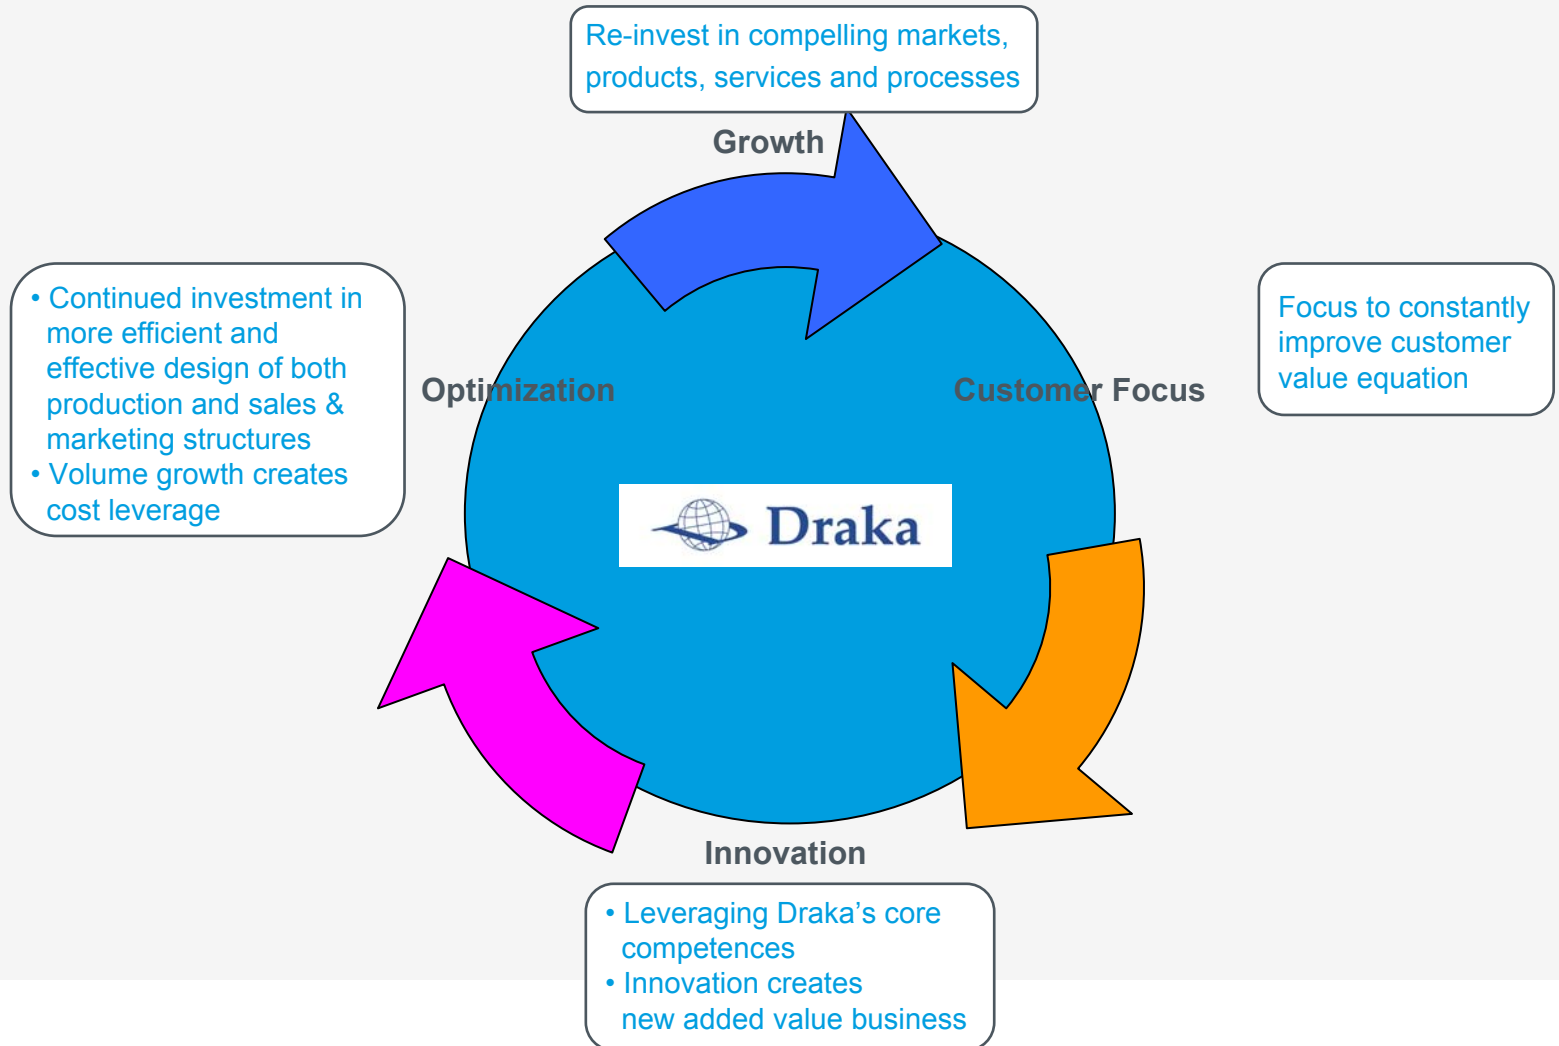 Re-invest in compelling markets,
products, services and processes
Growth
• Continued investment in
more efficient and
effective design of both
production and sales &
marketing structures
• Volume growth creates
cost leverage
Optimization
Customer Focus
Focus to constantly
improve customer
value equation
Draka
Innovation
• Leveraging Draka’s core
competences
• Innovation creates
new added value business